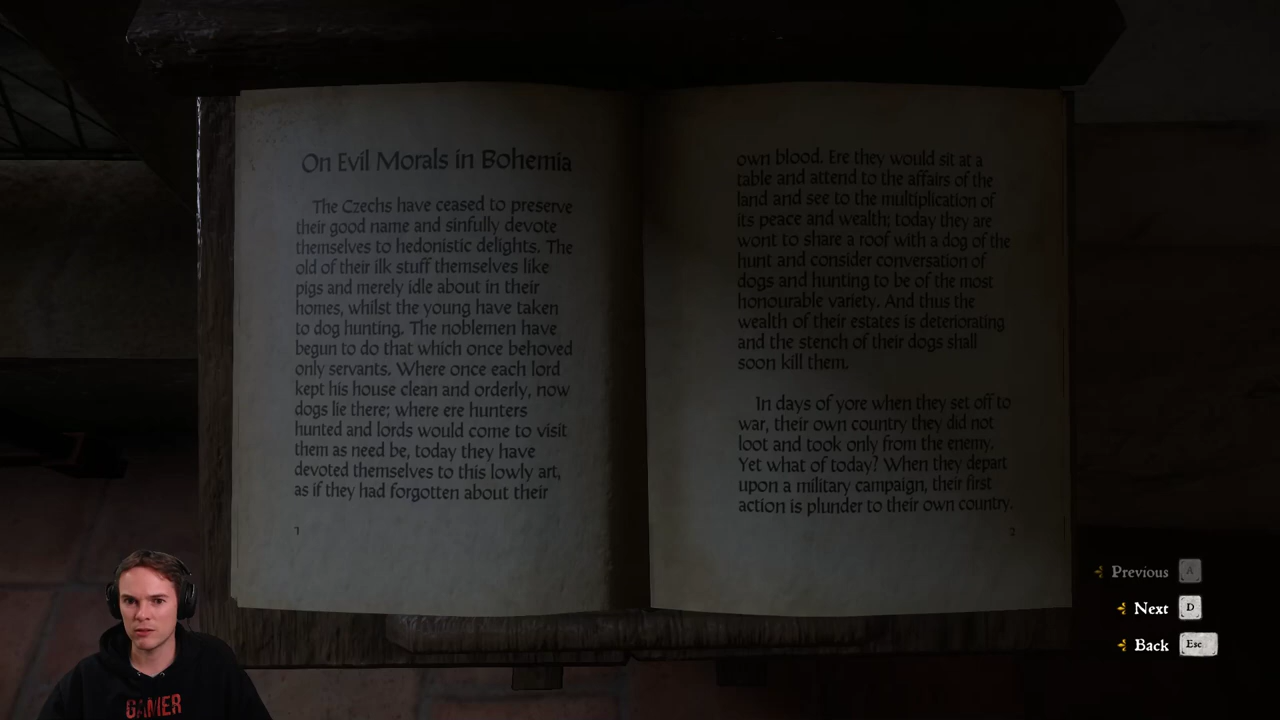 On Evil Morals in Bohemia
The Czechs have ceased to preserve
their good name and sinfully devote
themselves to hedonistic delights. The
old of their ilk stuff themselves like
pigs and merely idle about in their
homes, whilst the young have taken
to dog hunting. The noblemen have
begun to do that which once behoved
only servants. Where once each lord
kept his house clean and orderly, now
dogs lie there; where ere hunters
hunted and lords would come to visit
them as need be, today they have
devoted themselves to this lowly art,
as if they had forgotten about their
1
own blood. Ere they would sit at a
table and attend to the affairs of the
land and see to the multiplication of
its peace and wealth; today they are
wont to share a roof with a dog of the
hunt and consider conversation of
dogs and hunting to be of the most
honourable variety. And thus the
wealth of their estates is deteriorating
and the stench of their dogs shall
soon kill them.
In days of yore when they set off to
war, their own country they did not
loot and took only from the enemy.
Yet what of today? When they depart
upon a military campaign, their first
action is plunder to their own country.
2
Previous A
Next D
Back Esc
GAMER